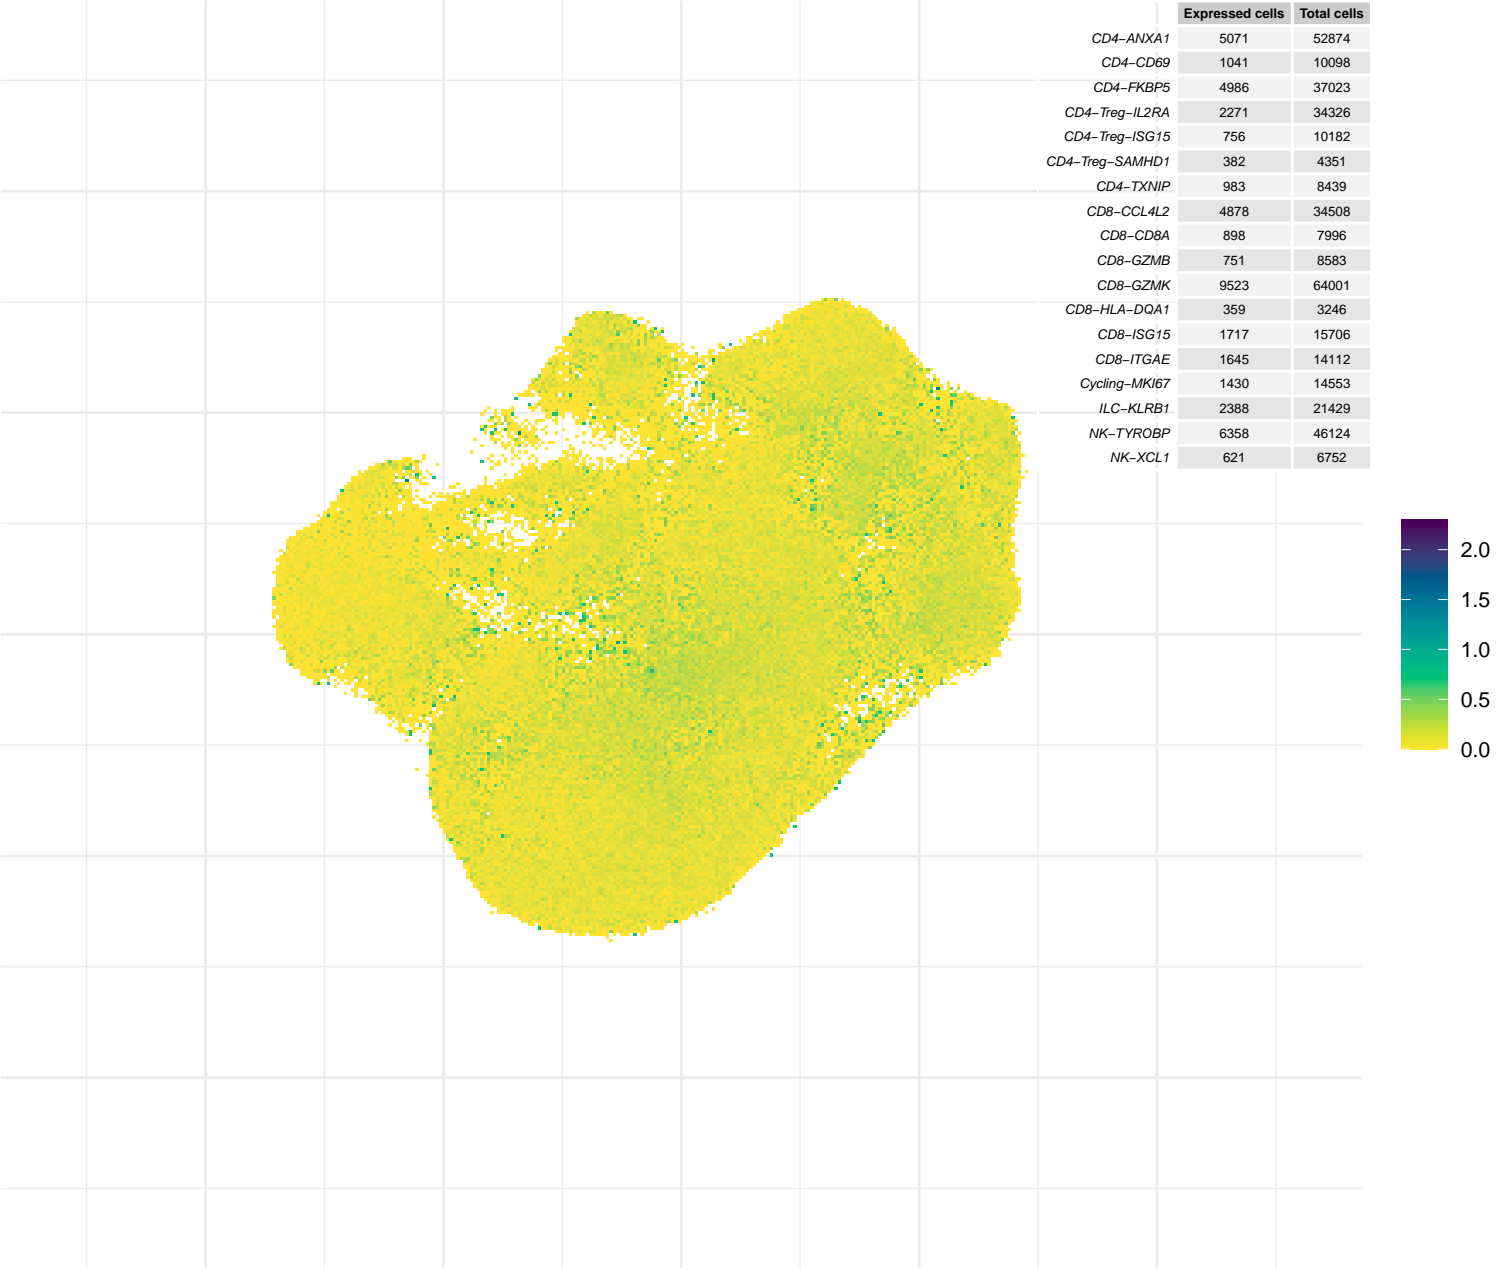 Expressed cells Total cells
CD4−ANXA1 5071 52874
CD4−CD69 1041 10098
CD4−FKBP5 4986 37023
CD4−Treg−IL2RA 2271 34326
CD4−Treg−ISG15 756 10182
CD4−Treg−SAMHD1 382 4351
CD4−TXNIP 983 8439
CD8−CCL4L2 4878 34508
CD8−CD8A 898 7996
CD8−GZMB 751 8583
CD8−GZMK 9523 64001
CD8−HLA−DQA1 359 3246
CD8−ISG15 1717 15706
CD8−ITGAE 1645 14112
Cycling−MKI67 1430 14553
ILC−KLRB1 2388 21429
NK−TYROBP 6358 46124
NK−XCL1 621 6752
2.0
1.5
1.0
0.5
0.0